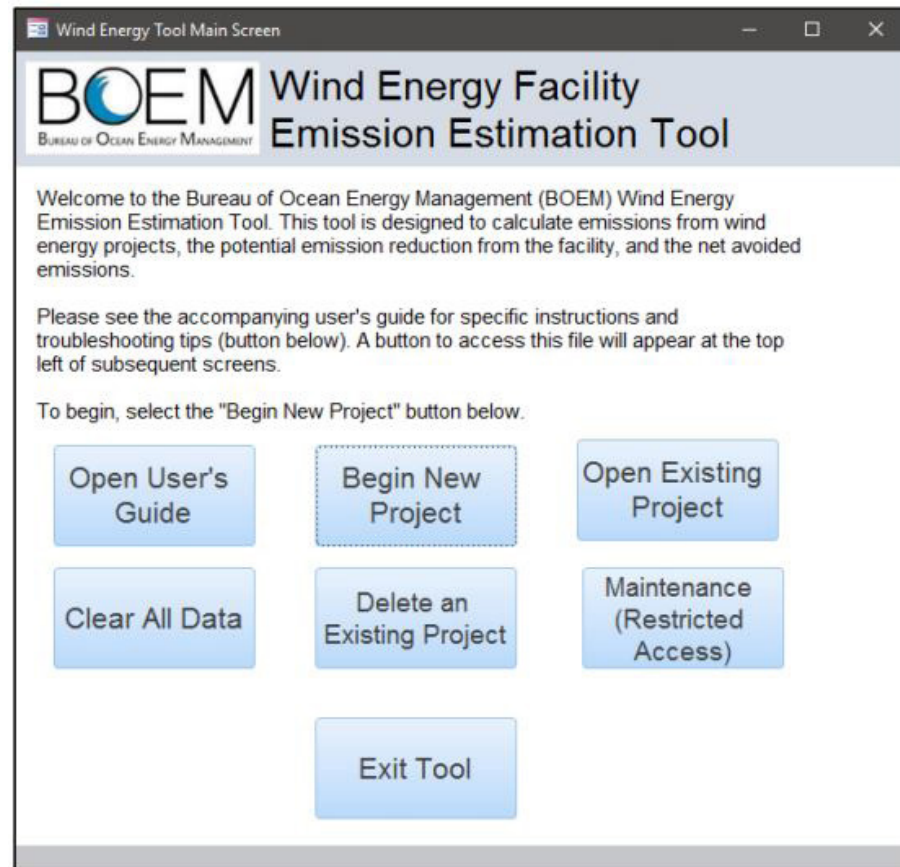 Wind Energy Tool Main Screen
BOEM
BUREAU OF OCEAN ENERGY MANAGEMENT
Wind Energy Facility
Emission Estimation Tool
Welcome to the Bureau of Ocean Energy Management (BOEM) Wind Energy
Emission Estimation Tool. This tool is designed to calculate emissions from wind
energy projects, the potential emission reduction from the facility, and the net avoided
emissions.
Please see the accompanying user's guide for specific instructions and
troubleshooting tips (button below). A button to access this file will appear at the top
left of subsequent screens.
To begin, select the "Begin New Project" button below.
Open User's
Guide
Begin New
Project
Open Existing
Project
Clear All Data
Delete an
Existing Project
Maintenance
(Restricted
Access)
Exit Tool